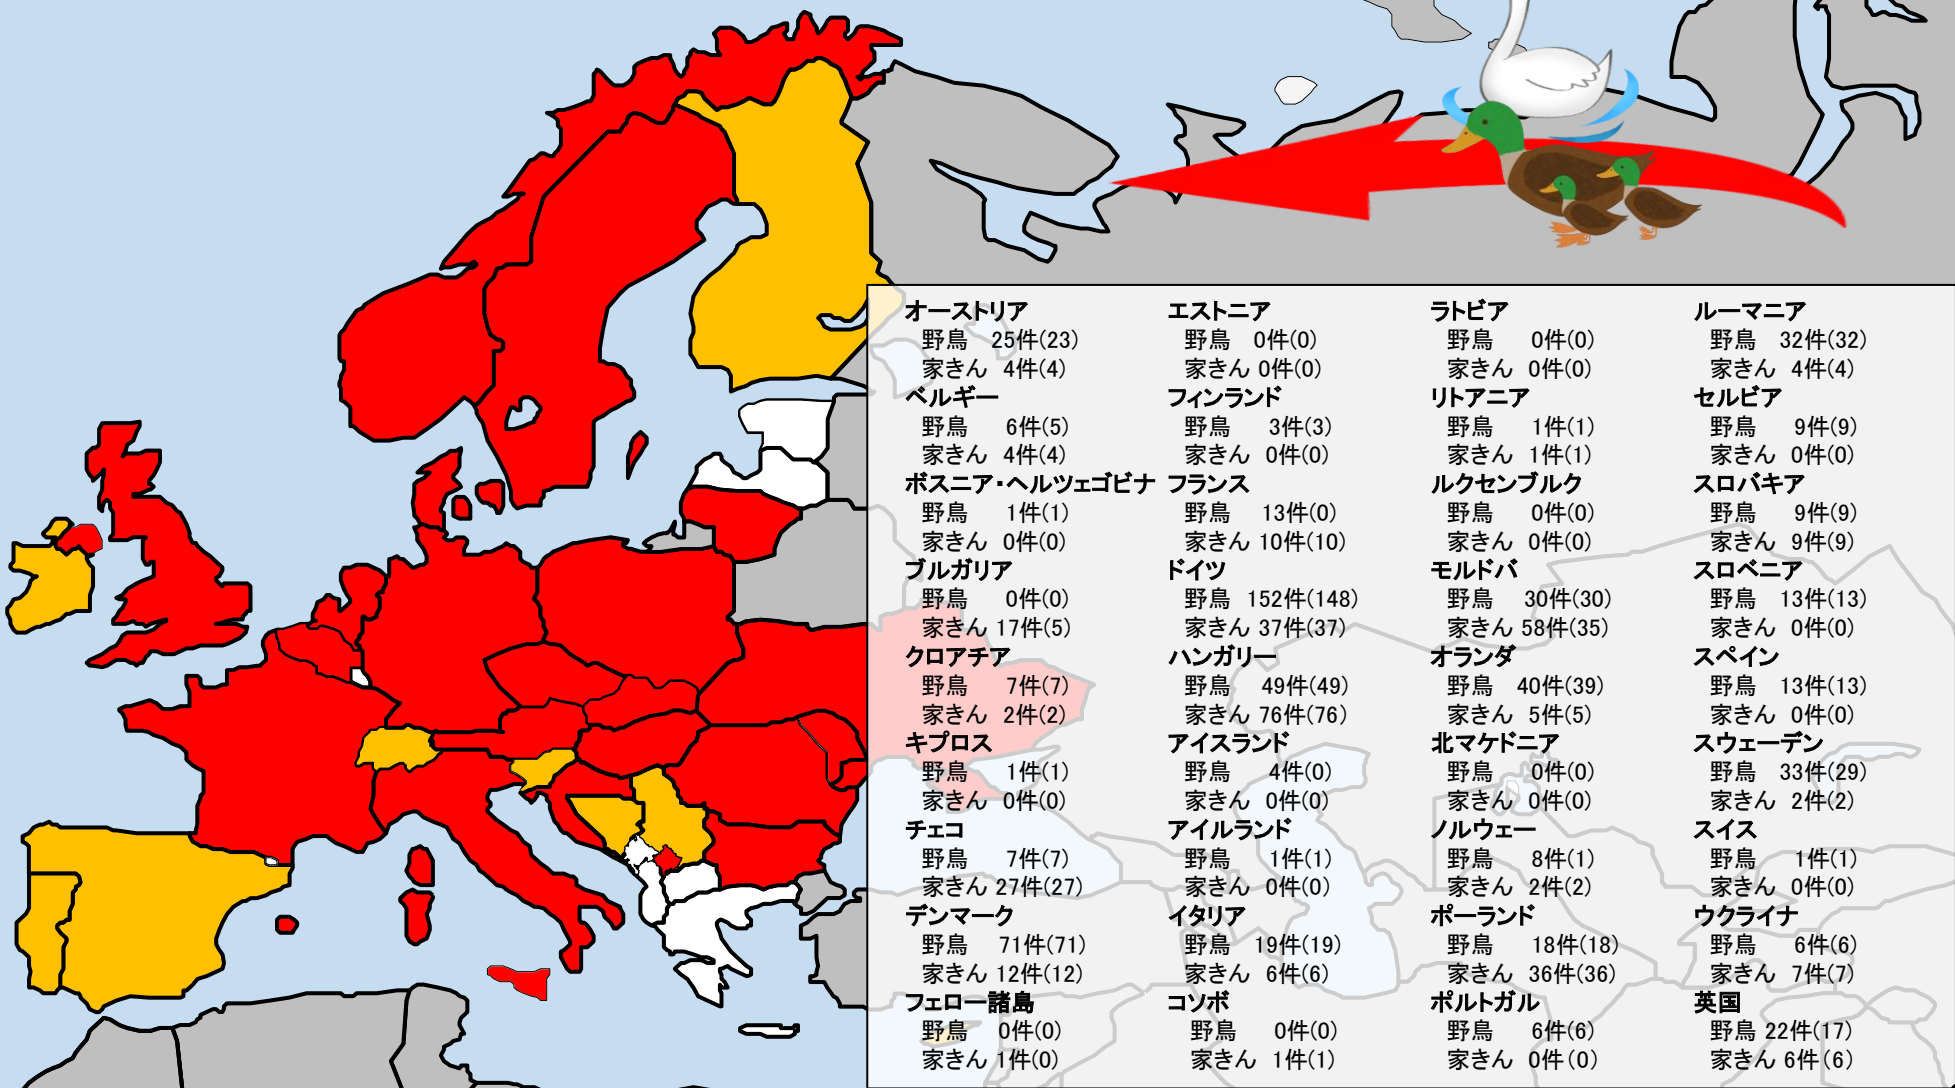 オーストリア
野鳥 25件(23)
家きん 4件(4)
ベルギー
野鳥 6件(5)
家きん 4件(4)
ボスニア・ヘルツェゴビナ
野鳥 1件(1)
家きん 0件(0)
ブルガリア
野鳥 0件(0)
家きん 17件(5)
クロアチア
野鳥 7件(7)
家きん 2件(2)
キプロス
野鳥 1件(1)
家きん 0件(0)
チェコ
野鳥 7件(7)
家きん 27件(27)
デンマーク
野鳥 71件(71)
家きん 12件(12)
フェロー諸島
野鳥 0件(0)
家きん 1件(0)
エストニア
野鳥 0件(0)
家きん 0件(0)
フィンランド
野鳥 3件(3)
家きん 0件(0)
フランス
野鳥 13件(0)
家きん 10件(10)
ドイツ
野鳥 152件(148)
家きん 37件(37)
ハンガリー
野鳥 49件(49)
家きん 76件(76)
アイスランド
野鳥 4件(0)
家きん 0件(0)
アイルランド
野鳥 1件(1)
家きん 0件(0)
イタリア
野鳥 19件(19)
家きん 6件(6)
コソボ
野鳥 0件(0)
家きん 1件(1)
ラトビア
野鳥 0件(0)
家きん 0件(0)
リトアニア
野鳥 1件(1)
家きん 1件(1)
ルクセンブルク
野鳥 0件(0)
家きん 0件(0)
モルドバ
野鳥 30件(30)
家きん 58件(35)
オランダ
野鳥 40件(39)
家きん 5件(5)
北マケドニア
野鳥 0件(0)
家きん 0件(0)
ノルウェー
野鳥 8件(1)
家きん 2件(2)
ポーランド
野鳥 18件(18)
家きん 36件(36)
ポルトガル
野鳥 6件(6)
家きん 0件(0)
ルーマニア
野鳥 32件(32)
家きん 4件(4)
セルビア
野鳥 9件(9)
家きん 0件(0)
スロバキア
野鳥 9件(9)
家きん 9件(9)
スロベニア
野鳥 13件(13)
家きん 0件(0)
スペイン
野鳥 13件(13)
家きん 0件(0)
スウェーデン
野鳥 33件(29)
家きん 2件(2)
スイス
野鳥 1件(1)
家きん 0件(0)
ウクライナ
野鳥 6件(6)
家きん 7件(7)
英国
野鳥 22件(17)
家きん 6件(6)